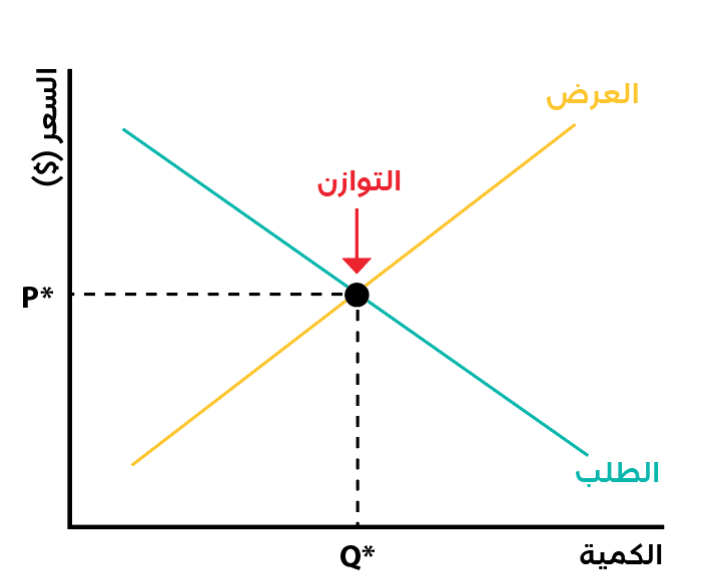 السعر ($)
العرض
التوازن
P*
الطلب
Q*
الكمية